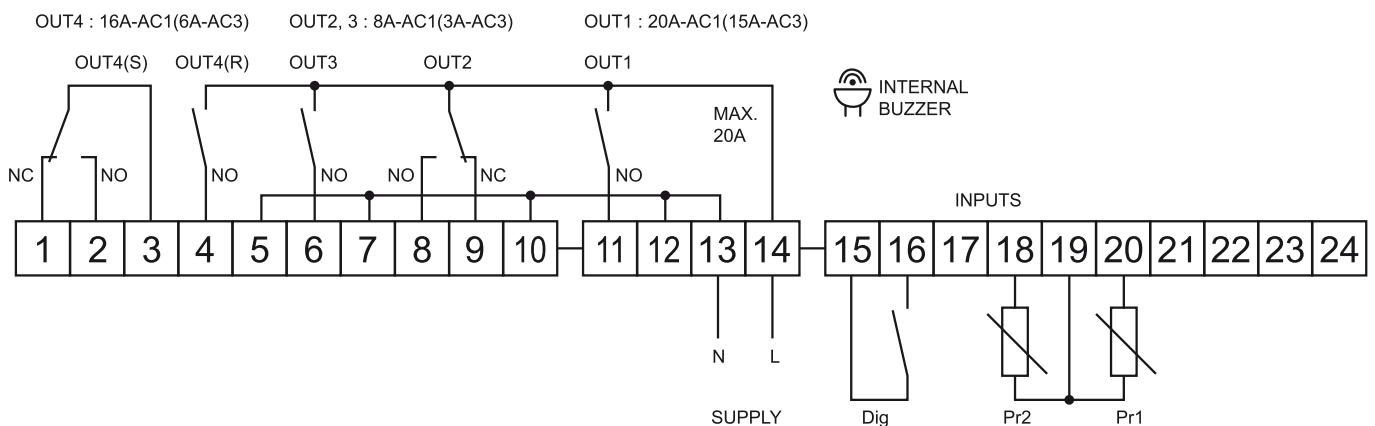 OUT4 : 16A-AC1(6A-AC3) OUT2, 3 : 8A-AC1(3A-AC3) OUT1 : 20A-AC1(15A-AC3)
OUT4(S) OUT4(R) OUT3 OUT2 OUT1
INTERNAL
BUZZER
MAX.
20A
NC NO NO NO NO NC NO
INPUTS
1 2 3 4 5 6 7 8 9 10 11 12 13 14 15 16 17 18 19 20 21 22 23 24
N L
SUPPLY Dig Pr2 Pr1